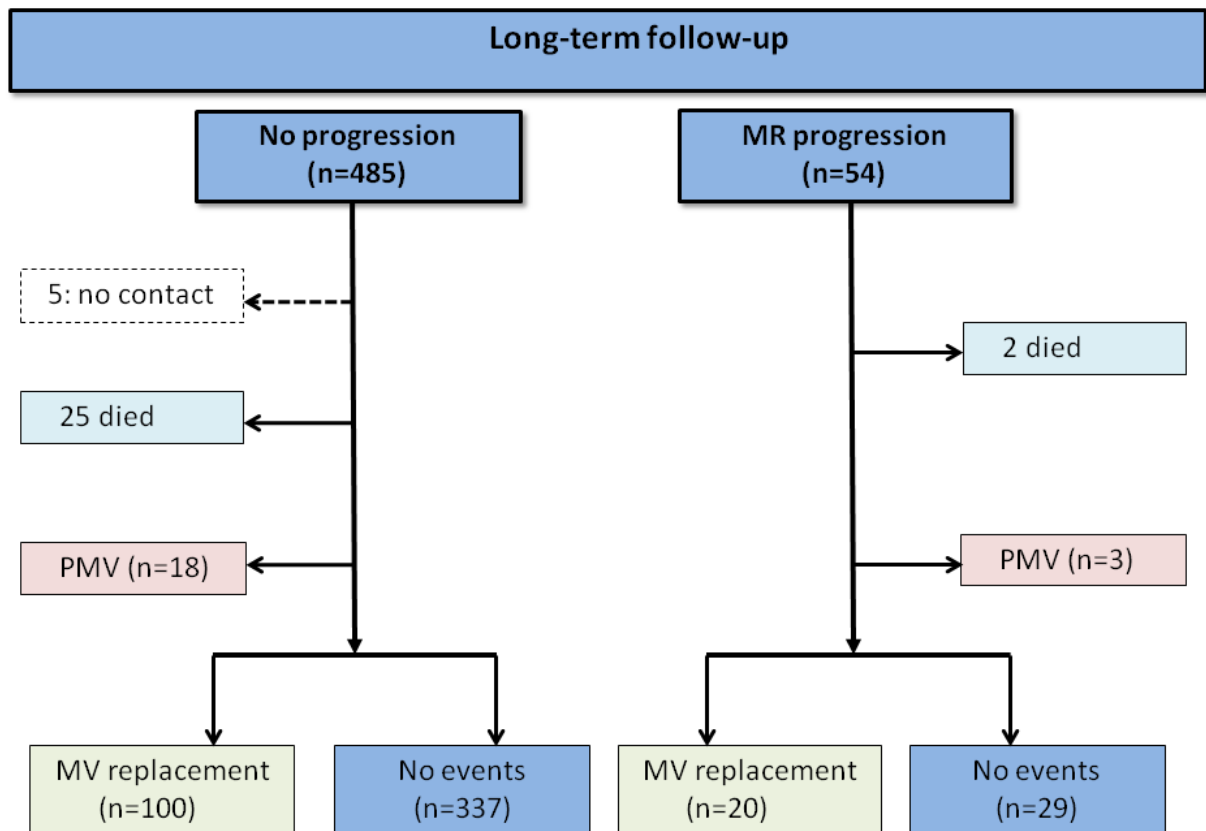 Long-term follow-up
No progression
(n=485)
MR progression
(n=54)
5: no contact
2 died
25 died
PMV (n=18)
PMV (n=3)
MV replacement
(n=100)
No events
(n=337)
MV replacement
(n=20)
No events
(n=29)